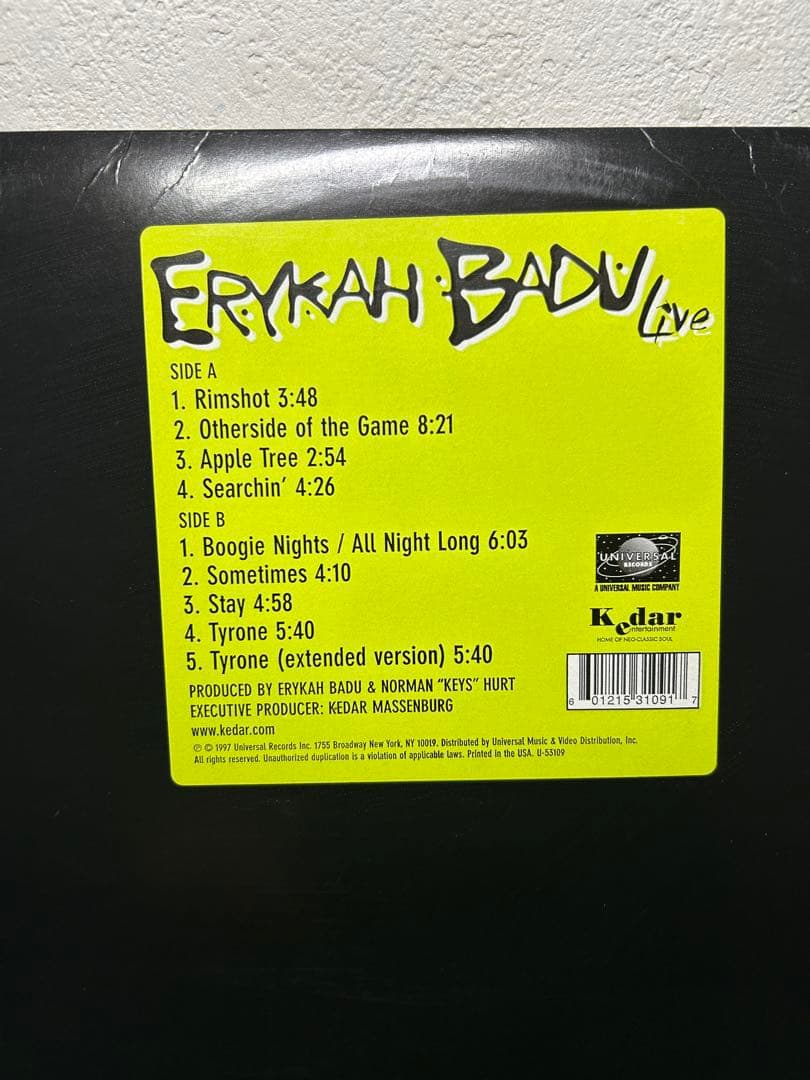 ERYKAH BADU Live
SIDE A
1. Rimshot 3:48
2. Otherside of the Game 8:21
3. Apple Tree 2:54
4. Searchin' 4:26
SIDE B
1. Boogie Nights / All Night Long 6:03
2. Sometimes 4:10
3. Stay 4:58
4. Tyrone 5:40
5. Tyrone (extended version) 5:40
PRODUCED BY ERYKAH BADU & NORMAN "KEYS" HURT
EXECUTIVE PRODUCER: KEDAR MASSENBURG
www.kedar.com
℗ © 1997 Universal Records Inc. 1755 Broadway New York, NY 10019. Distributed by Universal Music & Video Distribution, Inc.
All rights reserved. Unauthorized duplication is a violation of applicable laws. Printed in the USA. U-53109
UNIVERSAL
RECORDS
A UNIVERSAL MUSIC COMPANY
Kedar
entertainment
HOME OF NEO-CLASSIC SOUL
6 01215 31091 7